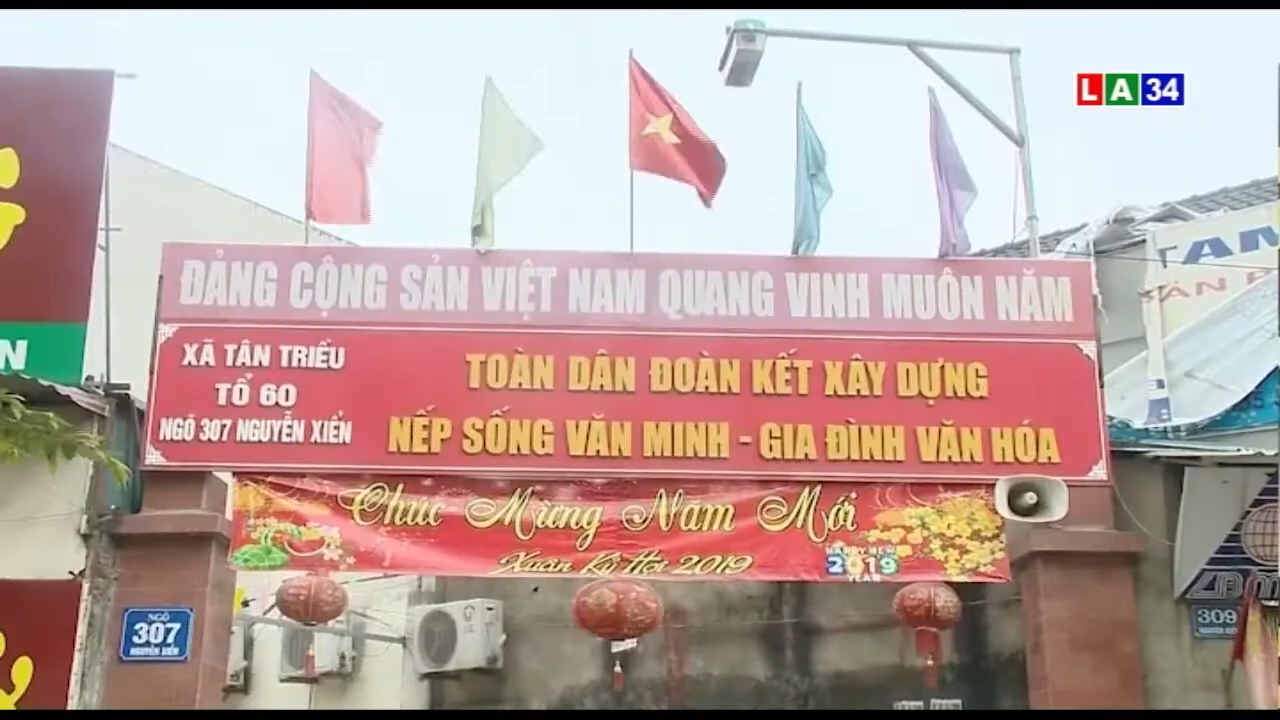 LA34
ĐẢNG CỘNG SẢN VIỆT NAM QUANG VINH MUÔN NĂM
XÃ TÂN TRIỀU
TỔ 60
NGÕ 307 NGUYỄN XIỂN
TOÀN DÂN ĐOÀN KẾT XÂY DỰNG
NẾP SỐNG VĂN MINH - GIA ĐÌNH VĂN HÓA
Chúc Mừng Năm Mới
Xuân Kỷ Hợi 2019
HAPPY NEW
2019
YEAR
NGÕ
307
NGUYỄN XIỂN
309
N